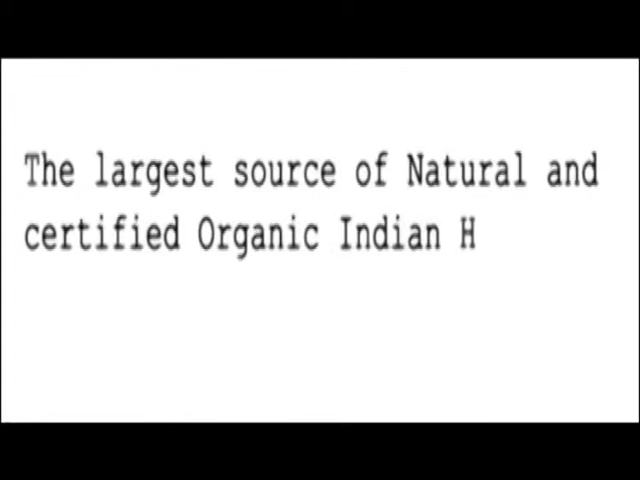 The largest source of Natural and
certified Organic Indian H